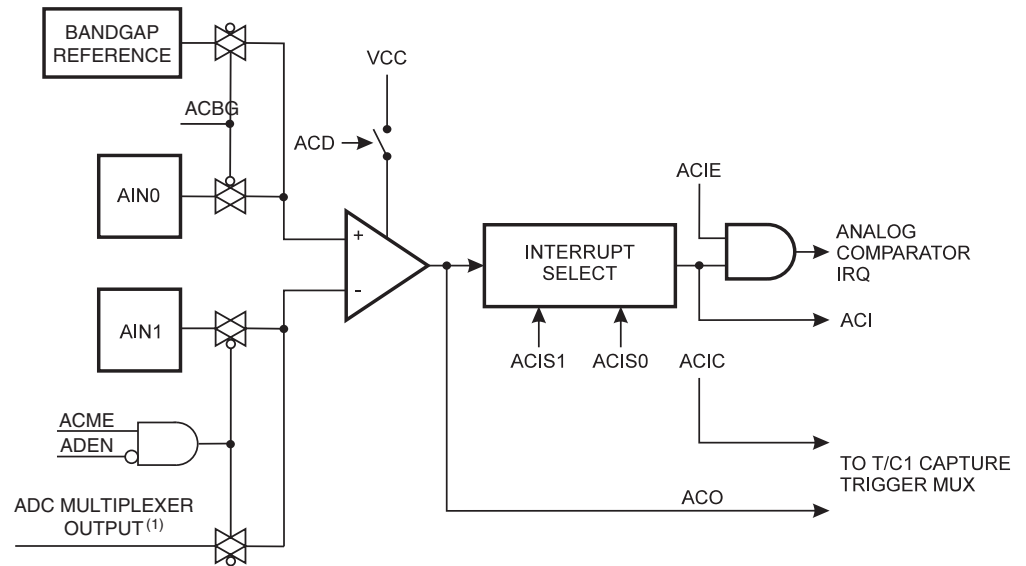 BANDGAP
REFERENCE
VCC
ACBG
ACD
AIN0
ACIE
+
INTERRUPT
SELECT
ANALOG
COMPARATOR
IRQ
-
AIN1
ACI
ACIS1
ACIS0
ACIC
ACME
ADEN
TO T/C1 CAPTURE
TRIGGER MUX
ACO
ADC MULTIPLEXER
OUTPUT (1)